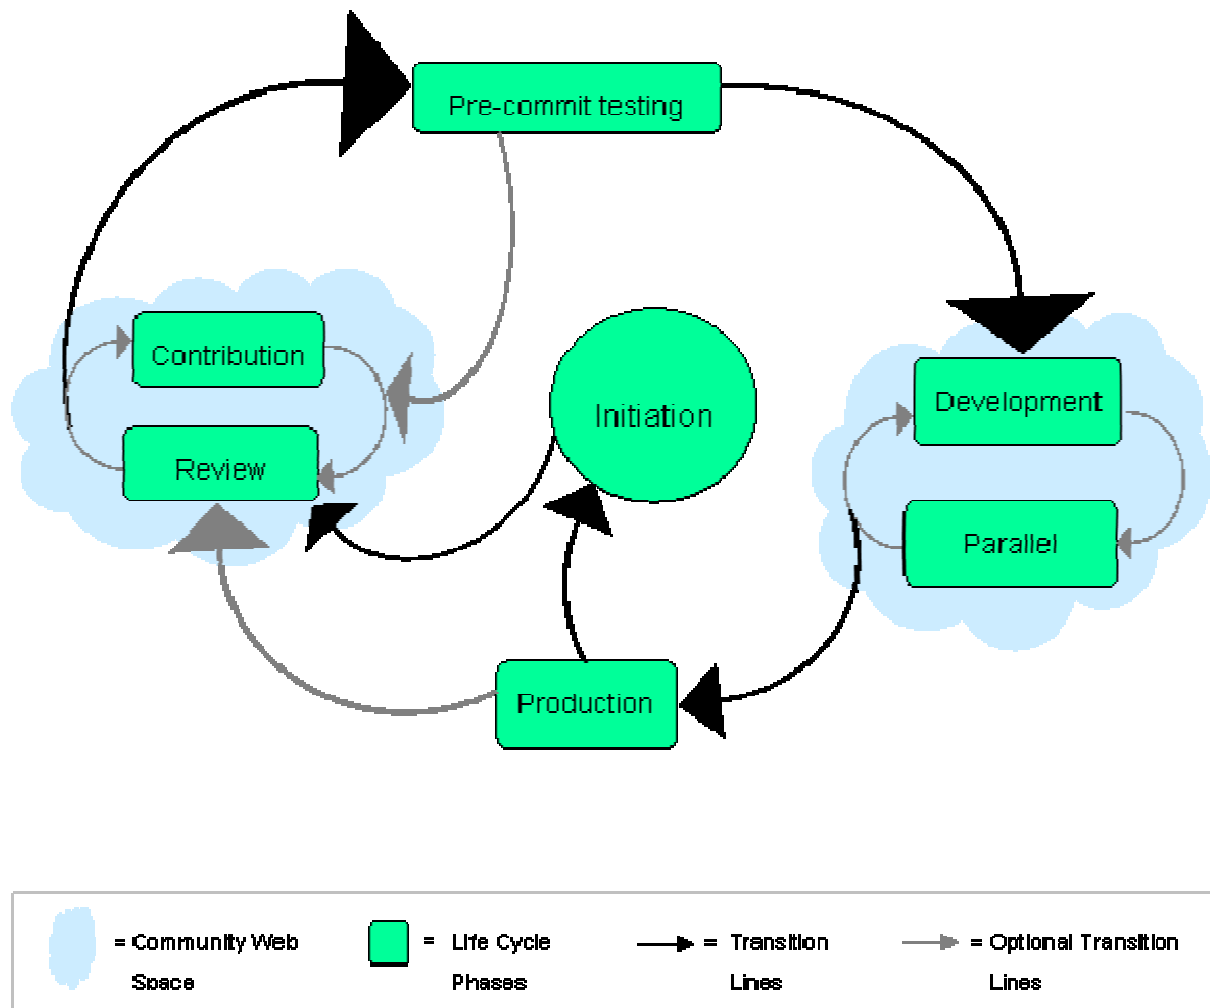 Pre-commit testing
Contribution
Initiation
Development
Review
Parallel
Production
= Community Web
Space
= Life Cycle
Phases
= Transition
Lines
= Optional Transition
Lines